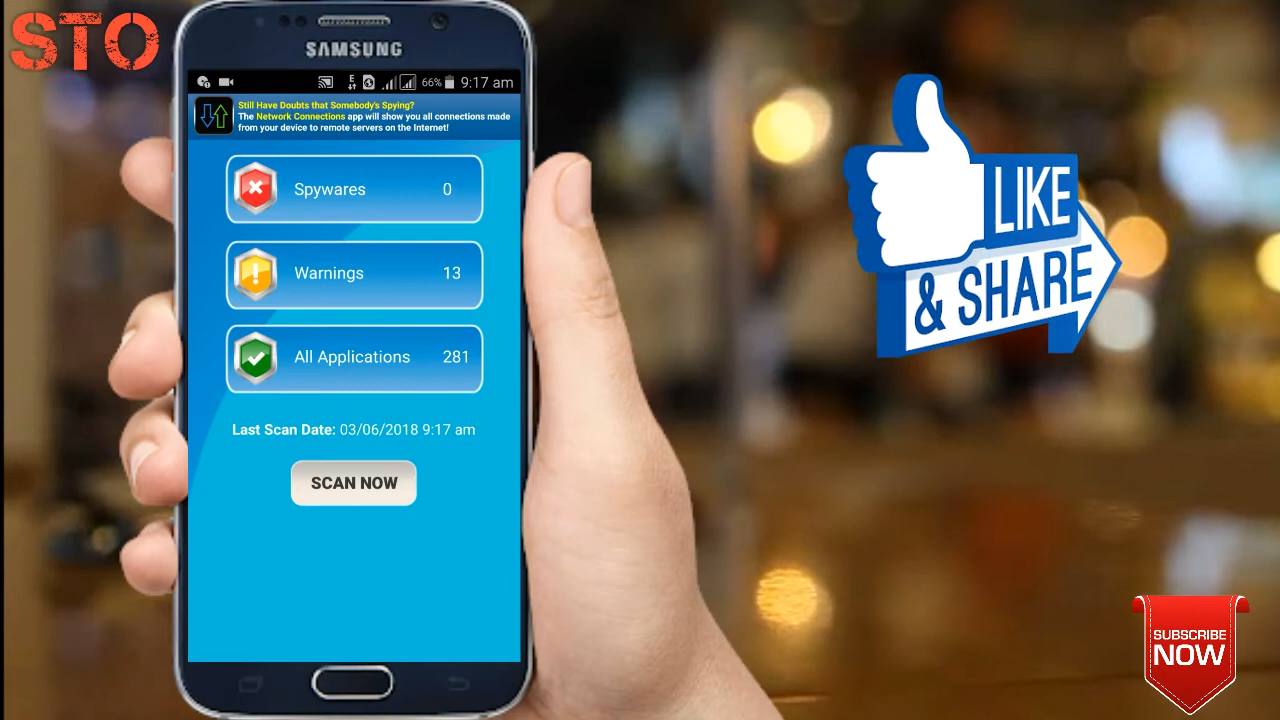 STO
SAMSUNG
66% 9:17 am
Still Have Doubts that Somebody's Spying?
The Network Connections app will show you all connections made
from your device to remote servers on the Internet!
Spywares 0
Warnings 13
All Applications 281
Last Scan Date: 03/06/2018 9:17 am
SCAN NOW
LIKE
& SHARE
SUBSCRIBE
NOW